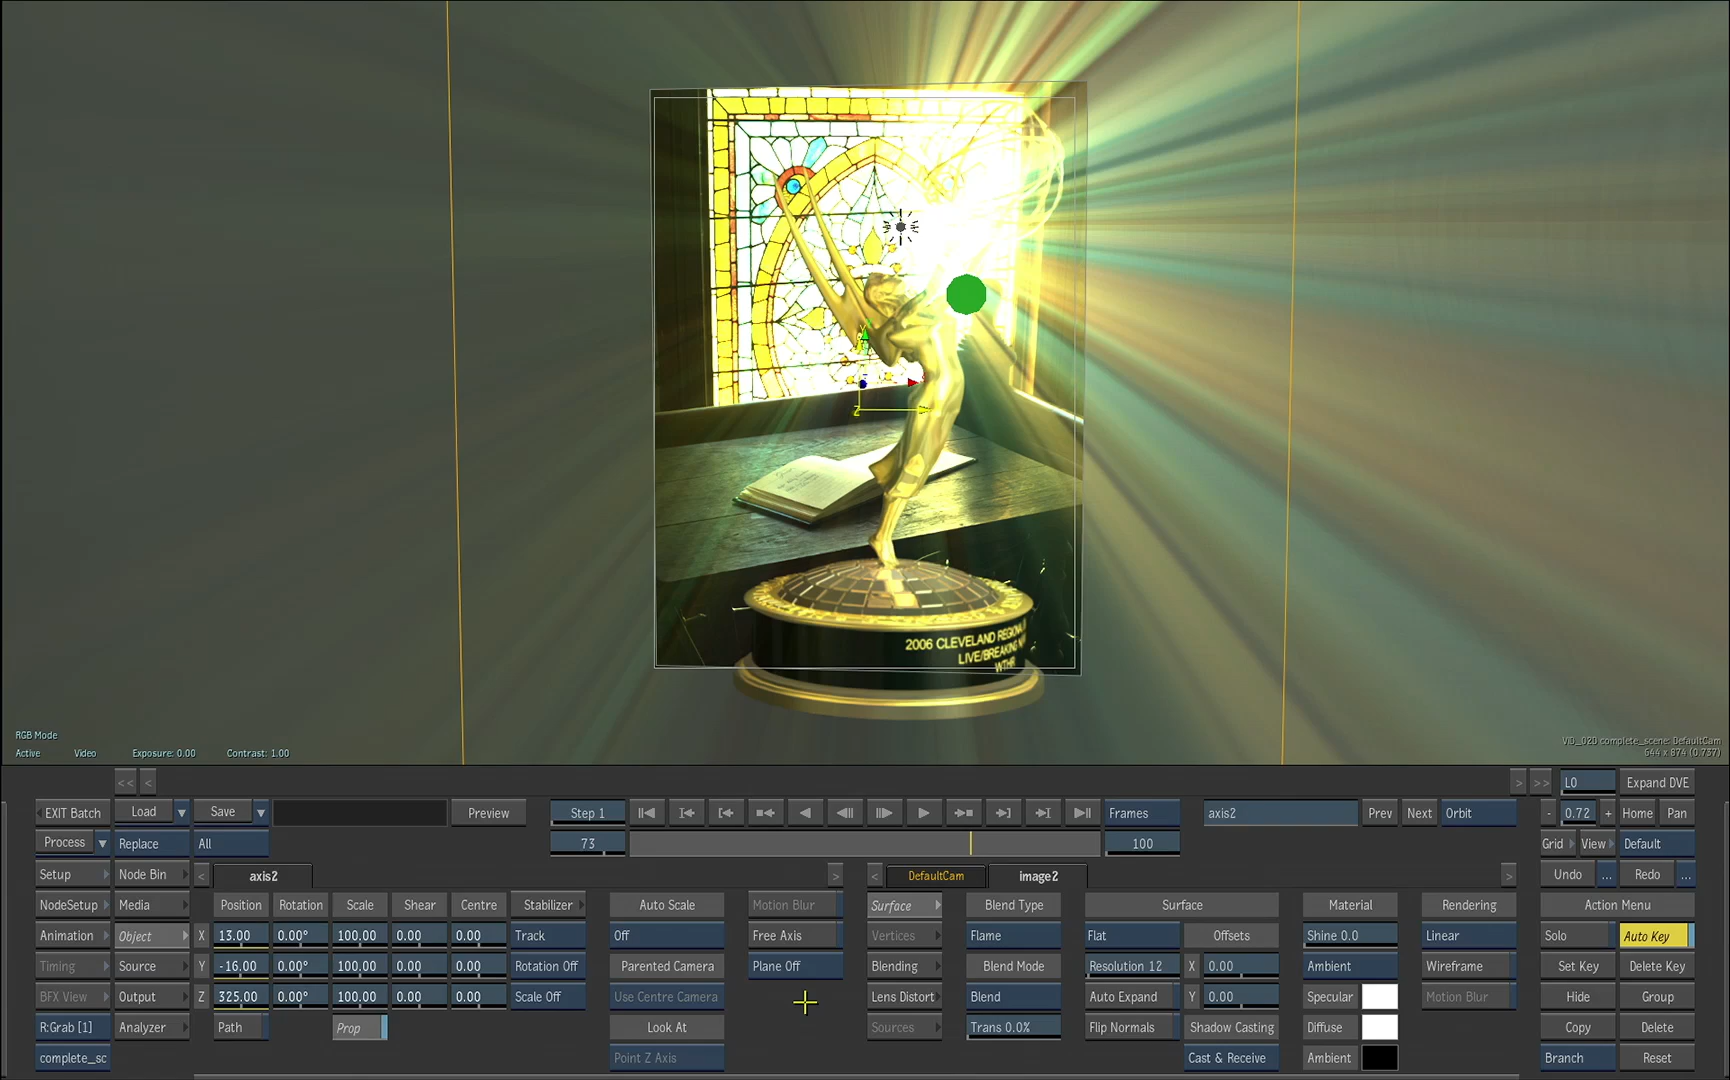 2006 CLEVELAND REGIONAL
LIVE/BREAKING N
WTHR
RGB Mode
Active Video Exposure: 0.00 Contrast: 1.00
VID_020 complete_scene: DefaultCam
644 x 874 (0.737)
<< < > >> L0 Expand DVE
EXIT Batch Load Save Preview Step 1 Frames axis2 Prev Next Orbit - 0.72 + Home Pan
Process Replace All 73 100 Grid View Default
Setup Node Bin < axis2 > < DefaultCam image2 > Undo ... Redo ...
NodeSetup Media Position Rotation Scale Shear Centre Stabilizer Auto Scale Motion Blur Surface Blend Type Surface Material Rendering Action Menu
Animation Object X 13.00 0.00° 100.00 0.00 0.00 Track Off Free Axis Vertices Flame Flat Offsets Shine 0.0 Linear Solo Auto Key
Timing Source Y -16.00 0.00° 100.00 0.00 0.00 Rotation Off Parented Camera Plane Off Blending Blend Mode Resolution 12 X 0.00 Ambient Wireframe Set Key Delete Key
BFX View Output Z 325.00 0.00° 100.00 0.00 0.00 Scale Off Use Centre Camera Lens Distort Blend Auto Expand Y 0.00 Specular Motion Blur Hide Group
R:Grab [1] Analyzer Path Prop Look At Sources Trans 0.0% Flip Normals Shadow Casting Diffuse Copy Delete
complete_sc Point Z Axis Cast & Receive Ambient Branch Reset